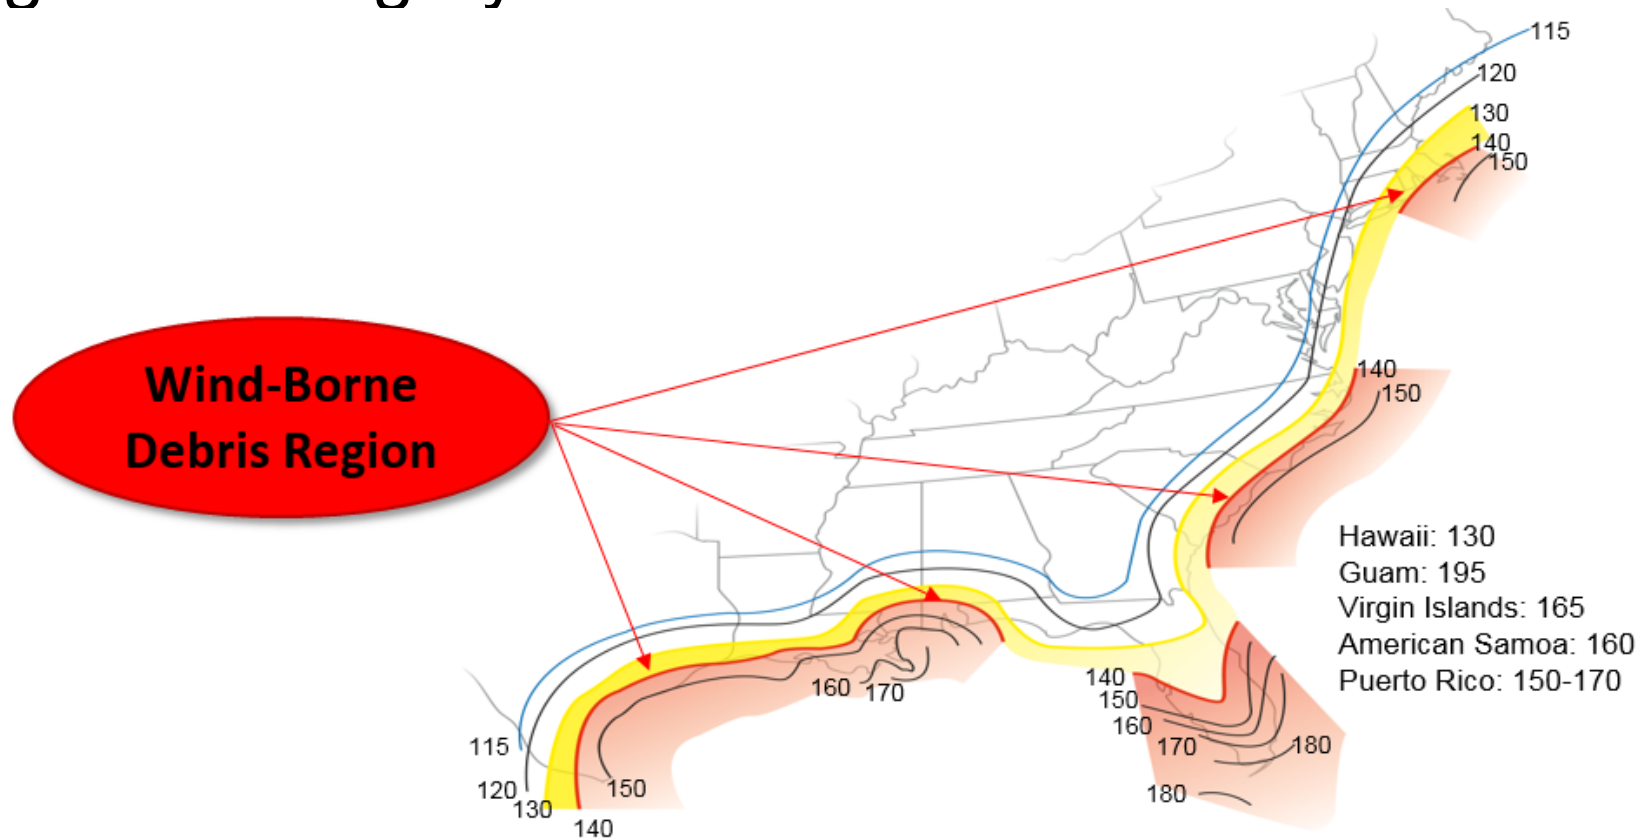 115
120
130
140
150
Wind-Borne
Debris Region
140
150
Hawaii: 130
Guam: 195
Virgin Islands: 165
American Samoa: 160
Puerto Rico: 150-170
160 170
140
150
160
170
180
180
115
120
130
140
150